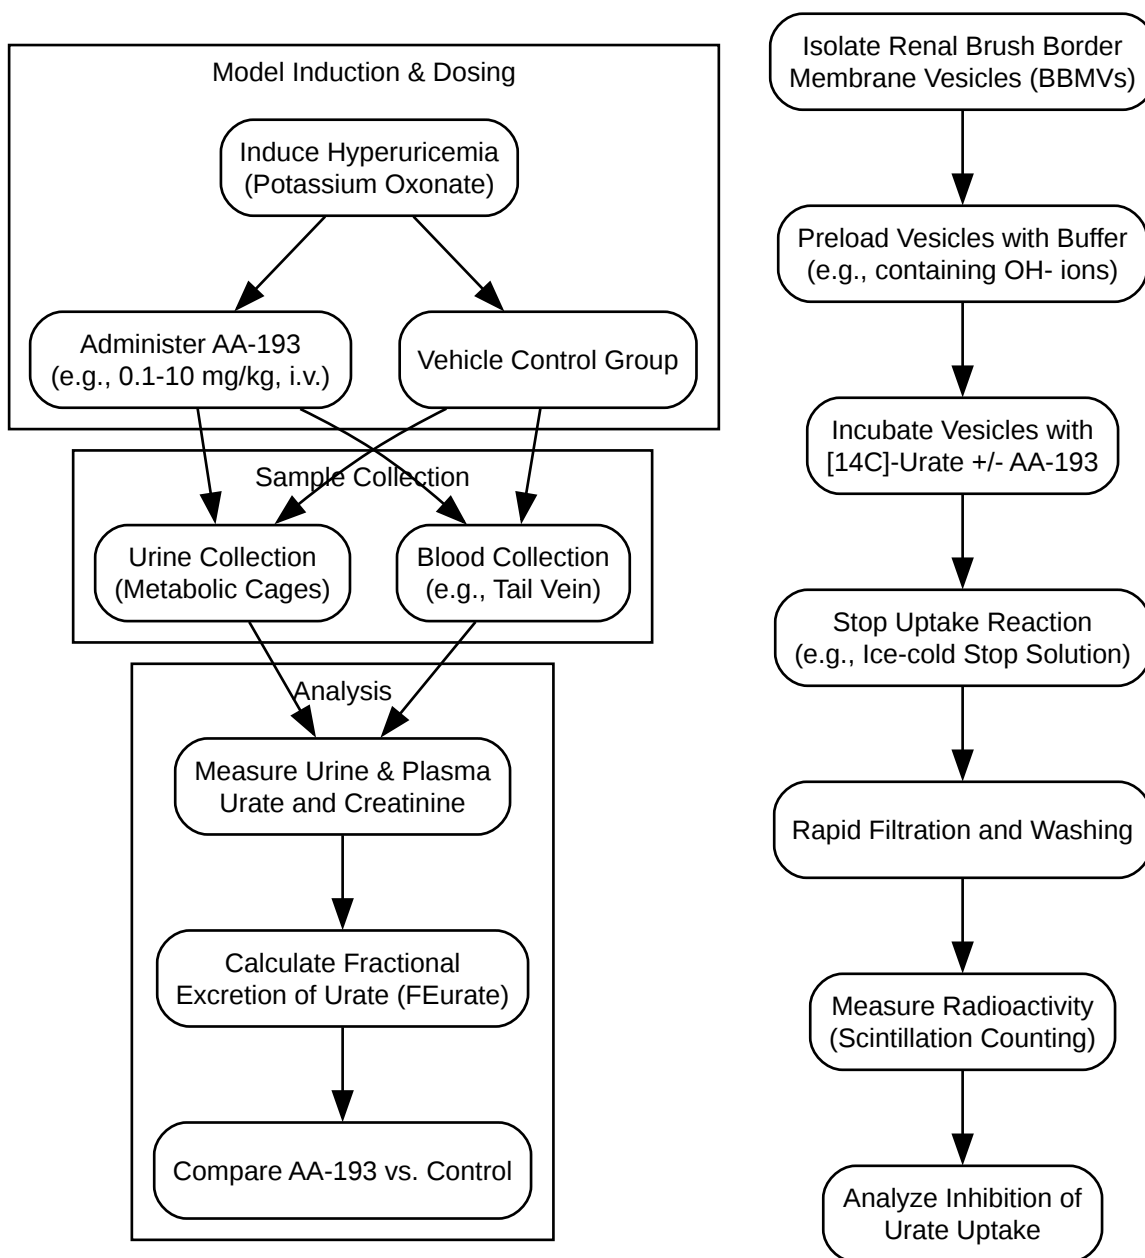 Model Induction & Dosing
Induce Hyperuricemia
(Potassium Oxonate)
Administer AA-193
(e.g., 0.1-10 mg/kg, i.v.)
Vehicle Control Group
Sample Collection
Urine Collection
(Metabolic Cages)
Blood Collection
(e.g., Tail Vein)
Analysis
Measure Urine & Plasma
Urate and Creatinine
Calculate Fractional
Excretion of Urate (FEurate)
Compare AA-193 vs. Control
Isolate Renal Brush Border
Membrane Vesicles (BBMVs)
Preload Vesicles with Buffer
(e.g., containing OH- ions)
Incubate Vesicles with
[14C]-Urate +/- AA-193
Stop Uptake Reaction
(e.g., Ice-cold Stop Solution)
Rapid Filtration and Washing
Measure Radioactivity
(Scintillation Counting)
Analyze Inhibition of
Urate Uptake